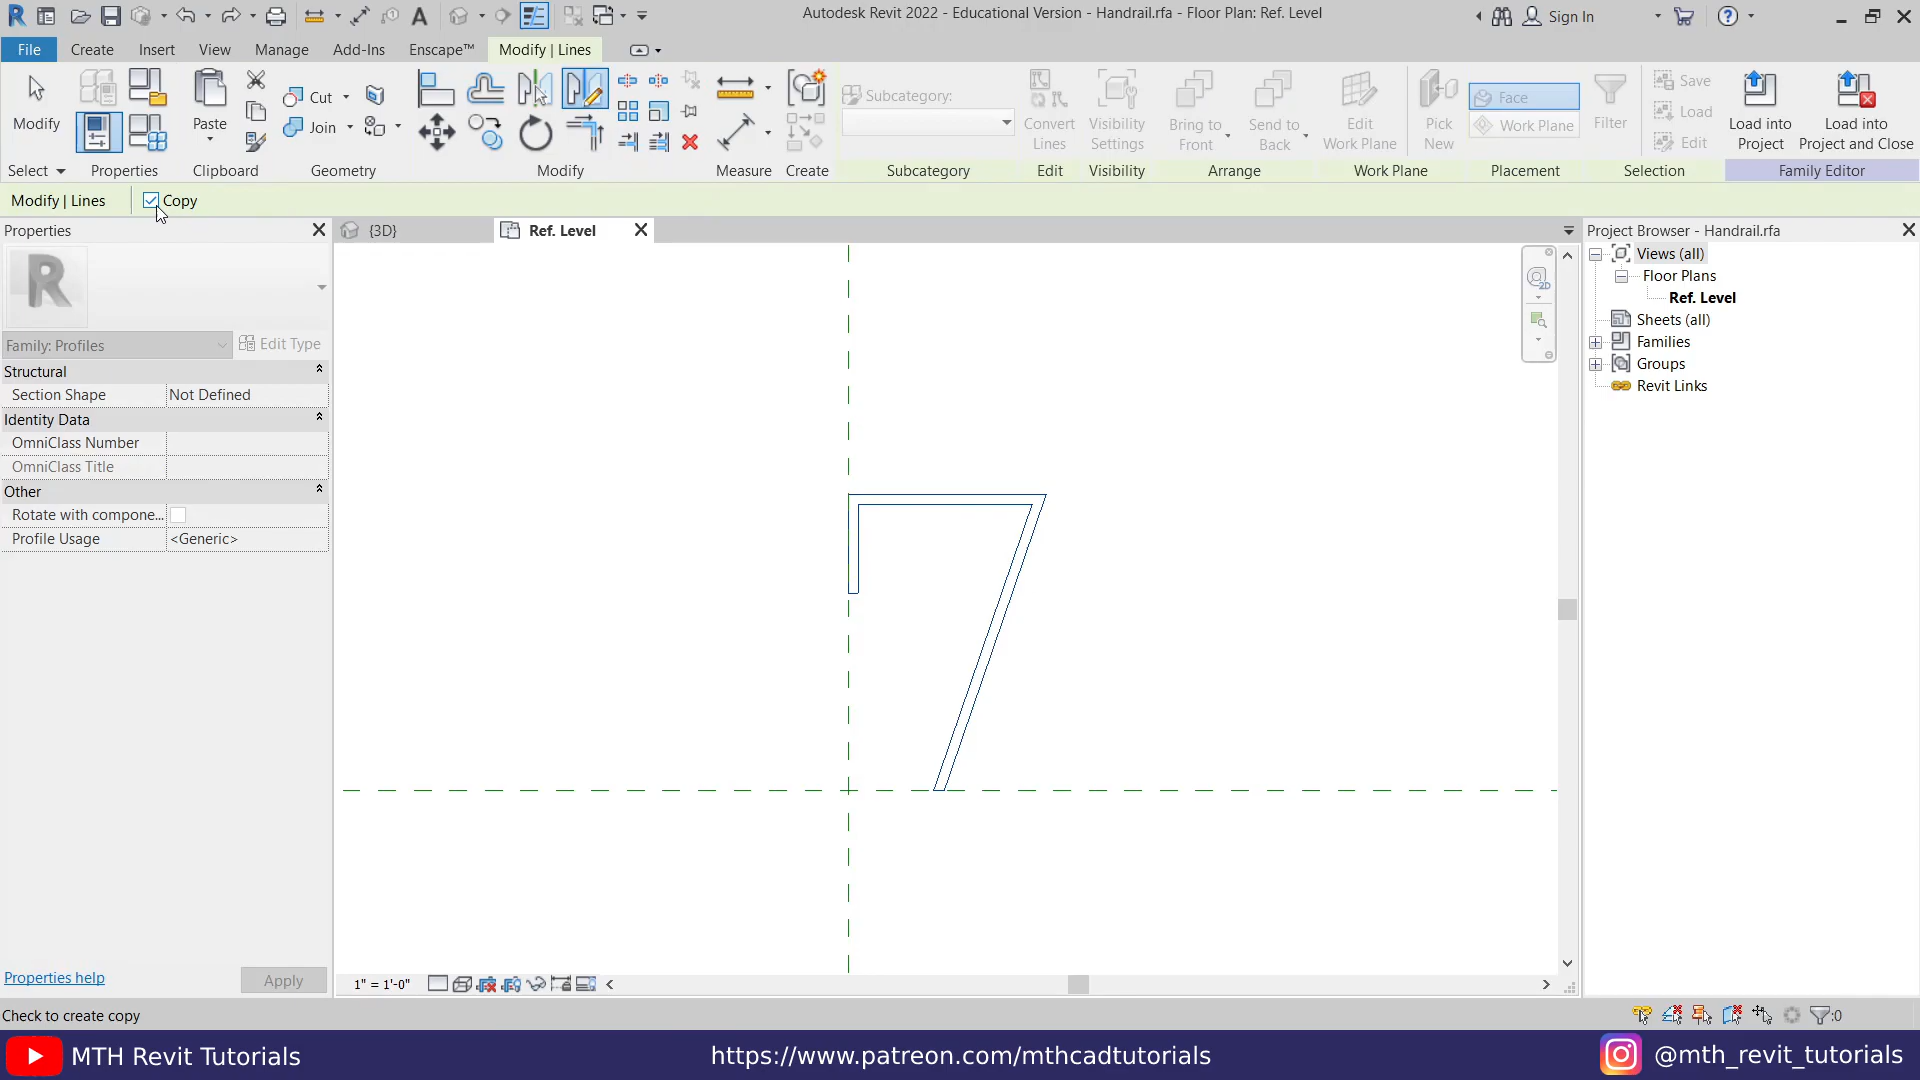 Autodesk Revit 2022 - Educational Version - Handrail.rfa - Floor Plan: Ref. Level
Sign In
File Create Insert View Manage Add-Ins Enscape™ Modify | Lines
Modify
Paste
Cut
Join
Subcategory:
Convert Lines
Visibility Settings
Bring to Front
Send to Back
Edit Work Plane
Pick New
Face
Work Plane
Filter
Save
Load
Edit
Load into Project
Load into Project and Close
Select Properties Clipboard Geometry Modify Measure Create Subcategory Edit Visibility Arrange Work Plane Placement Selection Family Editor
Modify | Lines Copy
Properties
{3D}
Ref. Level
Project Browser - Handrail.rfa
R
2D
Family: Profiles
Edit Type
Structural
Section Shape Not Defined
Identity Data
OmniClass Number
OmniClass Title
Other
Rotate with compone...
Profile Usage <Generic>
Views (all)
Floor Plans
Ref. Level
Sheets (all)
Families
Groups
Revit Links
Properties help
Apply
1" = 1'-0"
Check to create copy
:0
MTH Revit Tutorials
https://www.patreon.com/mthcadtutorials
@mth_revit_tutorials